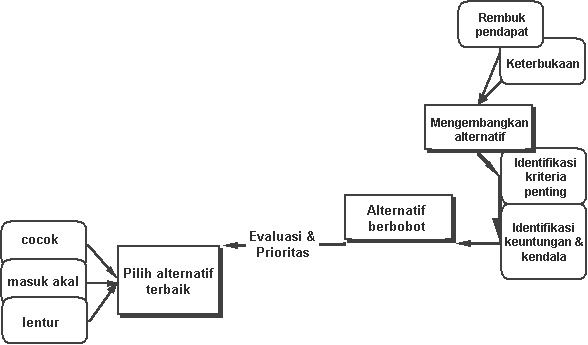 Rembuk
pendapat
Keterbukaan
Mengembangkan
alternatif
Identifikasi
kriteria
penting
Identifikasi
keuntungan &
kendala
Alternatif
berbobot
Evaluasi &
Prioritas
Pilih alternatif
terbaik
cocok
masuk akal
lentur